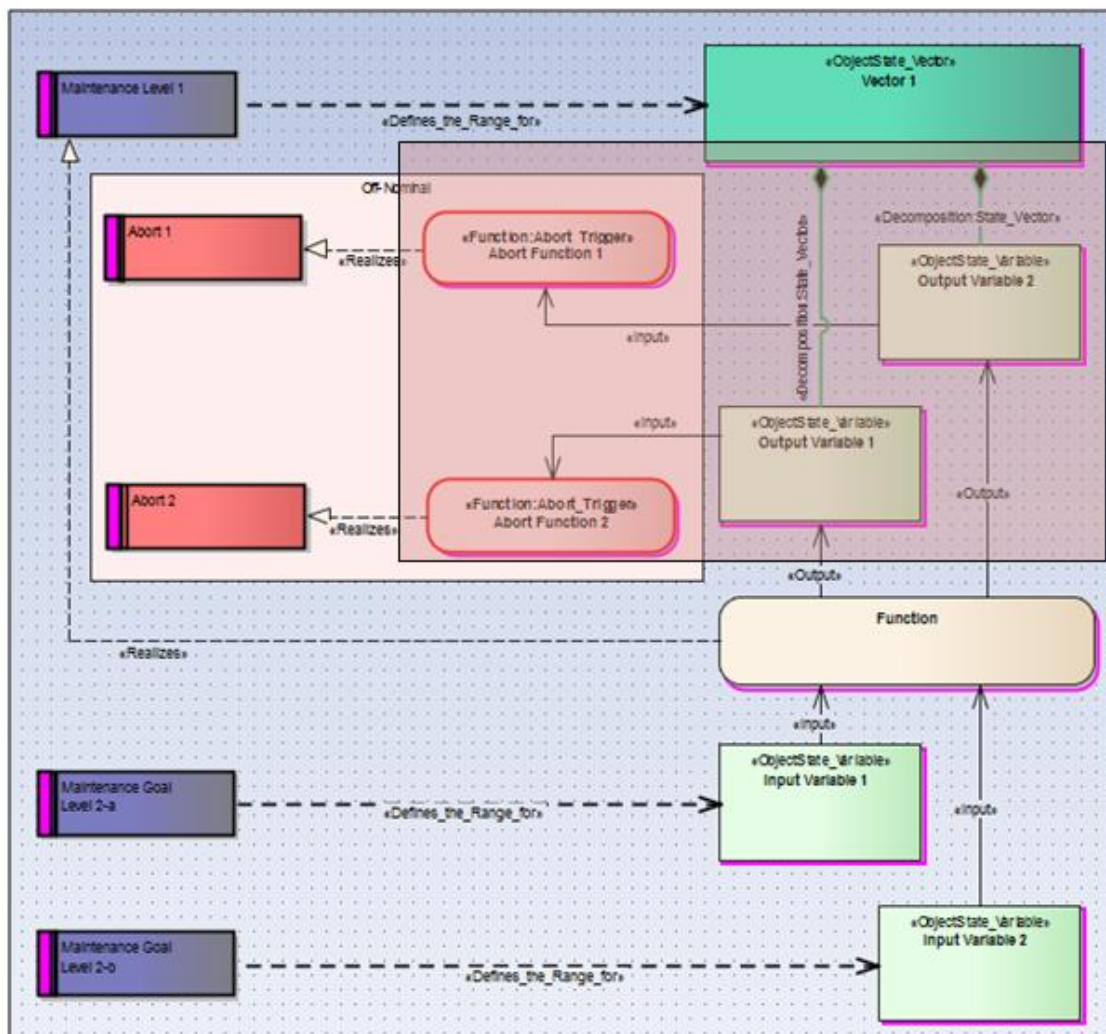 «ObjectState_Vector»
Vector 1
Maintenance Level 1
«Defines_the_Range_for»
Off-Nominal
Abort 1
«Realizes»
«Function:Abort_Trigger»
Abort Function 1
«Decomposition:State_Vector»
«Decomposition:State_Vector»
«ObjectState_Variable»
Output Variable 2
«Input»
«Input»
«ObjectState_Variable»
Output Variable 1
Abort 2
«Realizes»
«Function:Abort_Trigger»
Abort Function 2
«Output»
«Output»
Function
«Realizes»
«Input»
«Input»
Maintenance Goal
Level 2-a
«Defines_the_Range_for»
«ObjectState_Variable»
Input Variable 1
Maintenance Goal
Level 2-b
«Defines_the_Range_for»
«ObjectState_Variable»
Input Variable 2